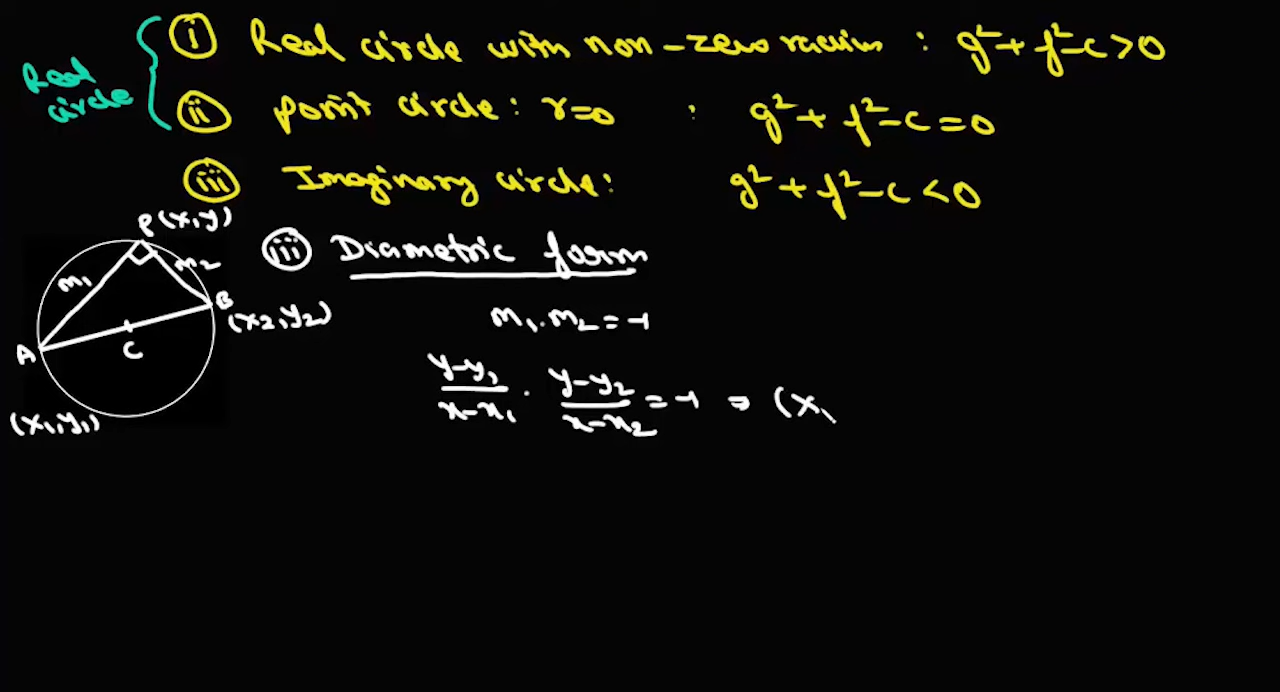 Real circle
(i) Real circle with non-zero radius : g²+f²-c>0
(ii) point circle: r=0 : g²+f²-c=0
(iii) Imaginary circle: g²+f²-c<0
P(x,y)
(iii) Diametric form
m₁ m₂
B
(x₂,y₂)
A
C
(x₁,y₁)
m₁.m₂=-1
y-y₁/x-x₁ . y-y₂/x-x₂ = -1 ⇒ (x